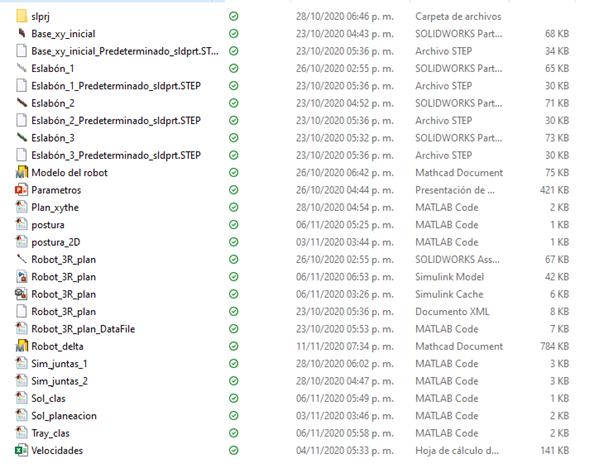 slprj 28/10/2020 06:46 p. m. Carpeta de archivos
Base_xy_inicial 23/10/2020 04:43 p. m. SOLIDWORKS Part... 68 KB
Base_xy_inicial_Predeterminado_sldprt.ST... 23/10/2020 05:36 p. m. Archivo STEP 34 KB
Eslabón_1 26/10/2020 02:55 p. m. SOLIDWORKS Part... 65 KB
Eslabón_1_Predeterminado_sldprt.STEP 23/10/2020 05:36 p. m. Archivo STEP 30 KB
Eslabón_2 23/10/2020 04:52 p. m. SOLIDWORKS Part... 71 KB
Eslabón_2_Predeterminado_sldprt.STEP 23/10/2020 05:36 p. m. Archivo STEP 30 KB
Eslabón_3 23/10/2020 05:32 p. m. SOLIDWORKS Part... 73 KB
Eslabón_3_Predeterminado_sldprt.STEP 23/10/2020 05:36 p. m. Archivo STEP 30 KB
Modelo del robot 26/10/2020 06:42 p. m. Mathcad Document 75 KB
Parametros 26/10/2020 04:44 p. m. Presentación de ... 421 KB
Plan_xythe 28/10/2020 04:54 p. m. MATLAB Code 2 KB
postura 06/11/2020 05:25 p. m. MATLAB Code 1 KB
postura_2D 03/11/2020 03:44 p. m. MATLAB Code 1 KB
Robot_3R_plan 26/10/2020 02:55 p. m. SOLIDWORKS Ass... 67 KB
Robot_3R_plan 06/11/2020 06:53 p. m. Simulink Model 42 KB
Robot_3R_plan 06/11/2020 03:26 p. m. Simulink Cache 6 KB
Robot_3R_plan 23/10/2020 05:36 p. m. Documento XML 8 KB
Robot_3R_plan_DataFile 23/10/2020 05:53 p. m. MATLAB Code 7 KB
Robot_delta 11/11/2020 07:34 p. m. Mathcad Document 784 KB
Sim_juntas_1 28/10/2020 06:02 p. m. MATLAB Code 3 KB
Sim_juntas_2 28/10/2020 04:47 p. m. MATLAB Code 3 KB
Sol_clas 06/11/2020 05:49 p. m. MATLAB Code 1 KB
Sol_planeacion 03/11/2020 03:46 p. m. MATLAB Code 2 KB
Tray_clas 06/11/2020 05:58 p. m. MATLAB Code 2 KB
Velocidades 04/11/2020 05:33 p. m. Hoja de cálculo d... 141 KB